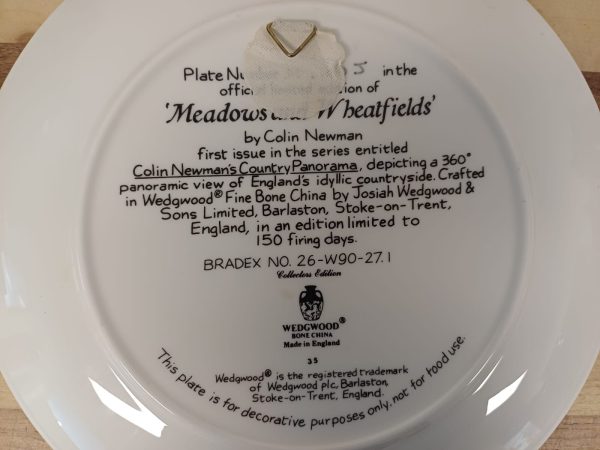 Plate in the
official edition of
'Meadows Wheatfields'
by Colin Newman
first issue in the series entitled
Colin Newman's Country Panorama, depicting a 360°
panoramic view of England's idyllic countryside. Crafted
in Wedgwood® Fine Bone China by Josiah Wedgwood &
Sons Limited, Barlaston, Stoke-on-Trent,
England, in an edition limited to
150 firing days.
BRADEX NO. 26-W90-27.1
Collectors Edition
WEDGWOOD®
BONE CHINA
Made in England
35
Wedgwood® is the registered trademark
of Wedgwood plc, Barlaston,
Stoke-on-Trent, England.
This plate is for decorative purposes only, not for food use.